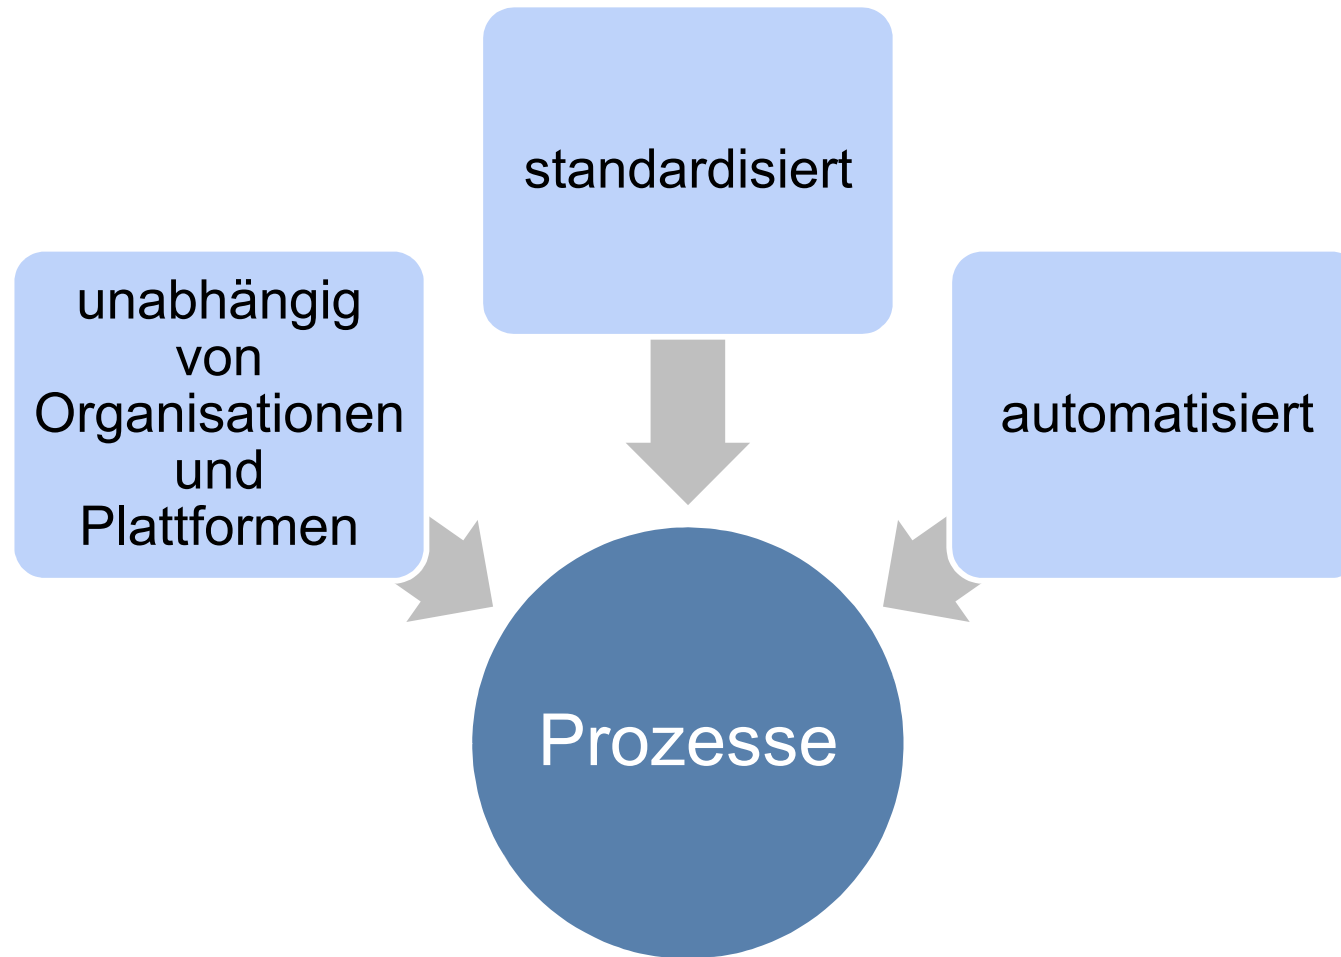 standardisiert
unabhängig
von
Organisationen
und
Plattformen
automatisiert
Prozesse